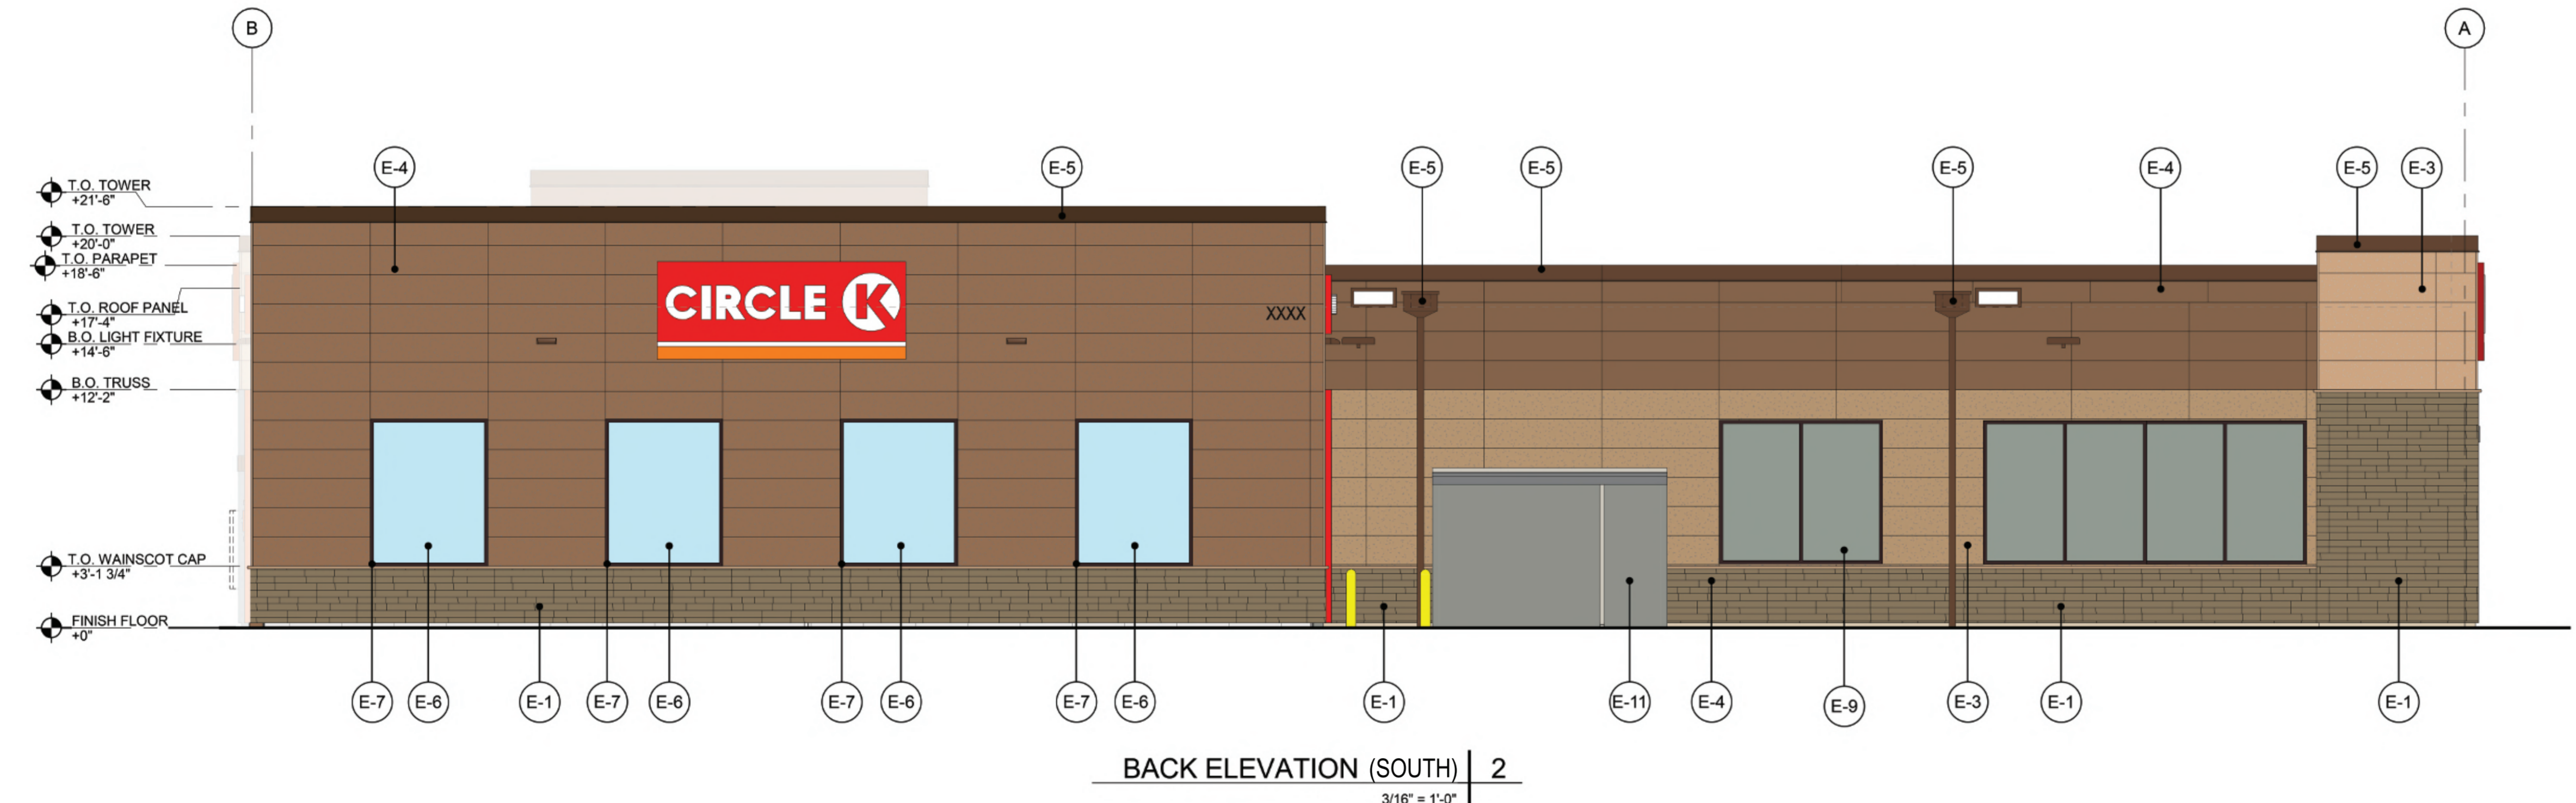 B
A
E-4
E-5
E-5
E-5
E-5
E-4
E-5
E-3
T.O. TOWER
+21'-6"
T.O. TOWER
+20'-0"
T.O. PARAPET
+18'-6"
T.O. ROOF PANEL
+17'-4"
B.O. LIGHT FIXTURE
+14'-6"
B.O. TRUSS
+12'-2"
T.O. WAINSCOT CAP
+3'-1 3/4"
FINISH FLOOR
+0"
CIRCLE K
XXXX
E-7
E-6
E-1
E-7
E-6
E-7
E-6
E-7
E-6
E-1
E-11
E-4
E-9
E-3
E-1
E-1
BACK ELEVATION (SOUTH) 2
3/16" = 1'-0"